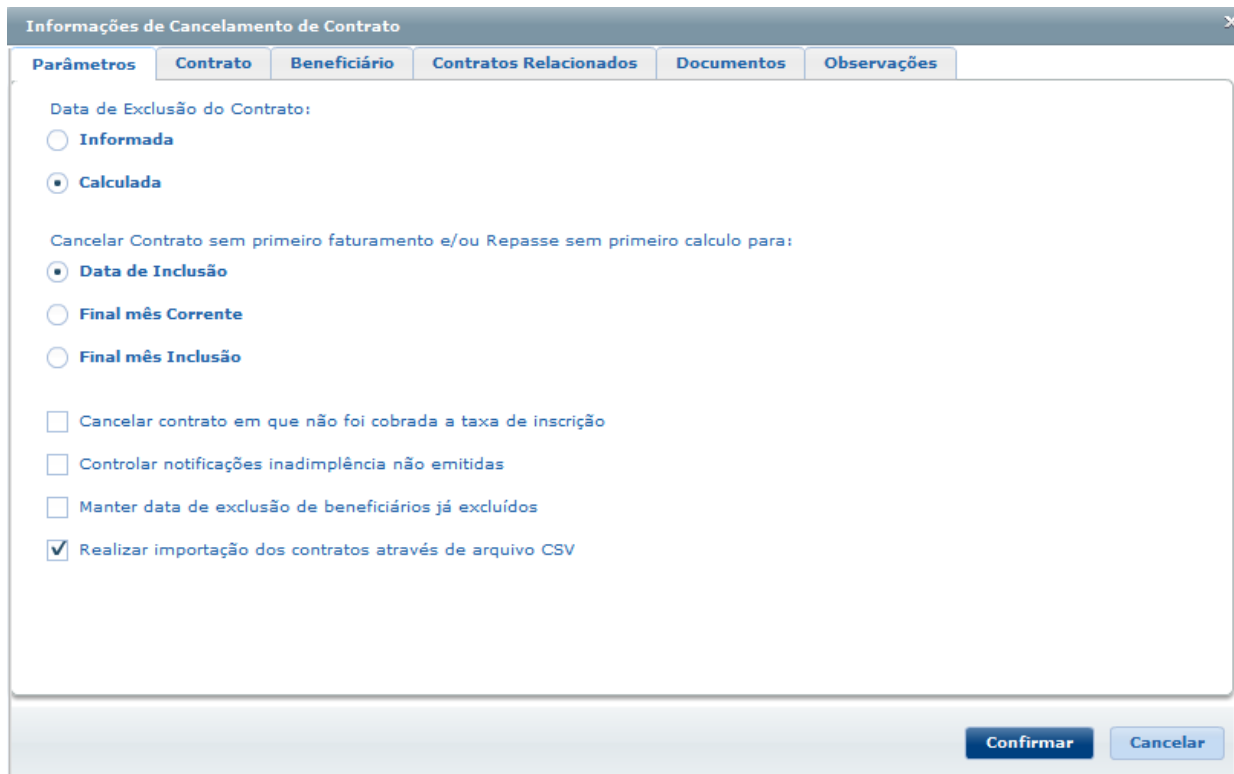 Informações de Cancelamento de Contrato x
Parâmetros Contrato Beneficiário Contratos Relacionados Documentos Observações
Data de Exclusão do Contrato:
Informada
Calculada
Cancelar Contrato sem primeiro faturamento e/ou Repasse sem primeiro calculo para:
Data de Inclusão
Final mês Corrente
Final mês Inclusão
Cancelar contrato em que não foi cobrada a taxa de inscrição
Controlar notificações inadimplência não emitidas
Manter data de exclusão de beneficiários já excluídos
Realizar importação dos contratos através de arquivo CSV
Confirmar Cancelar